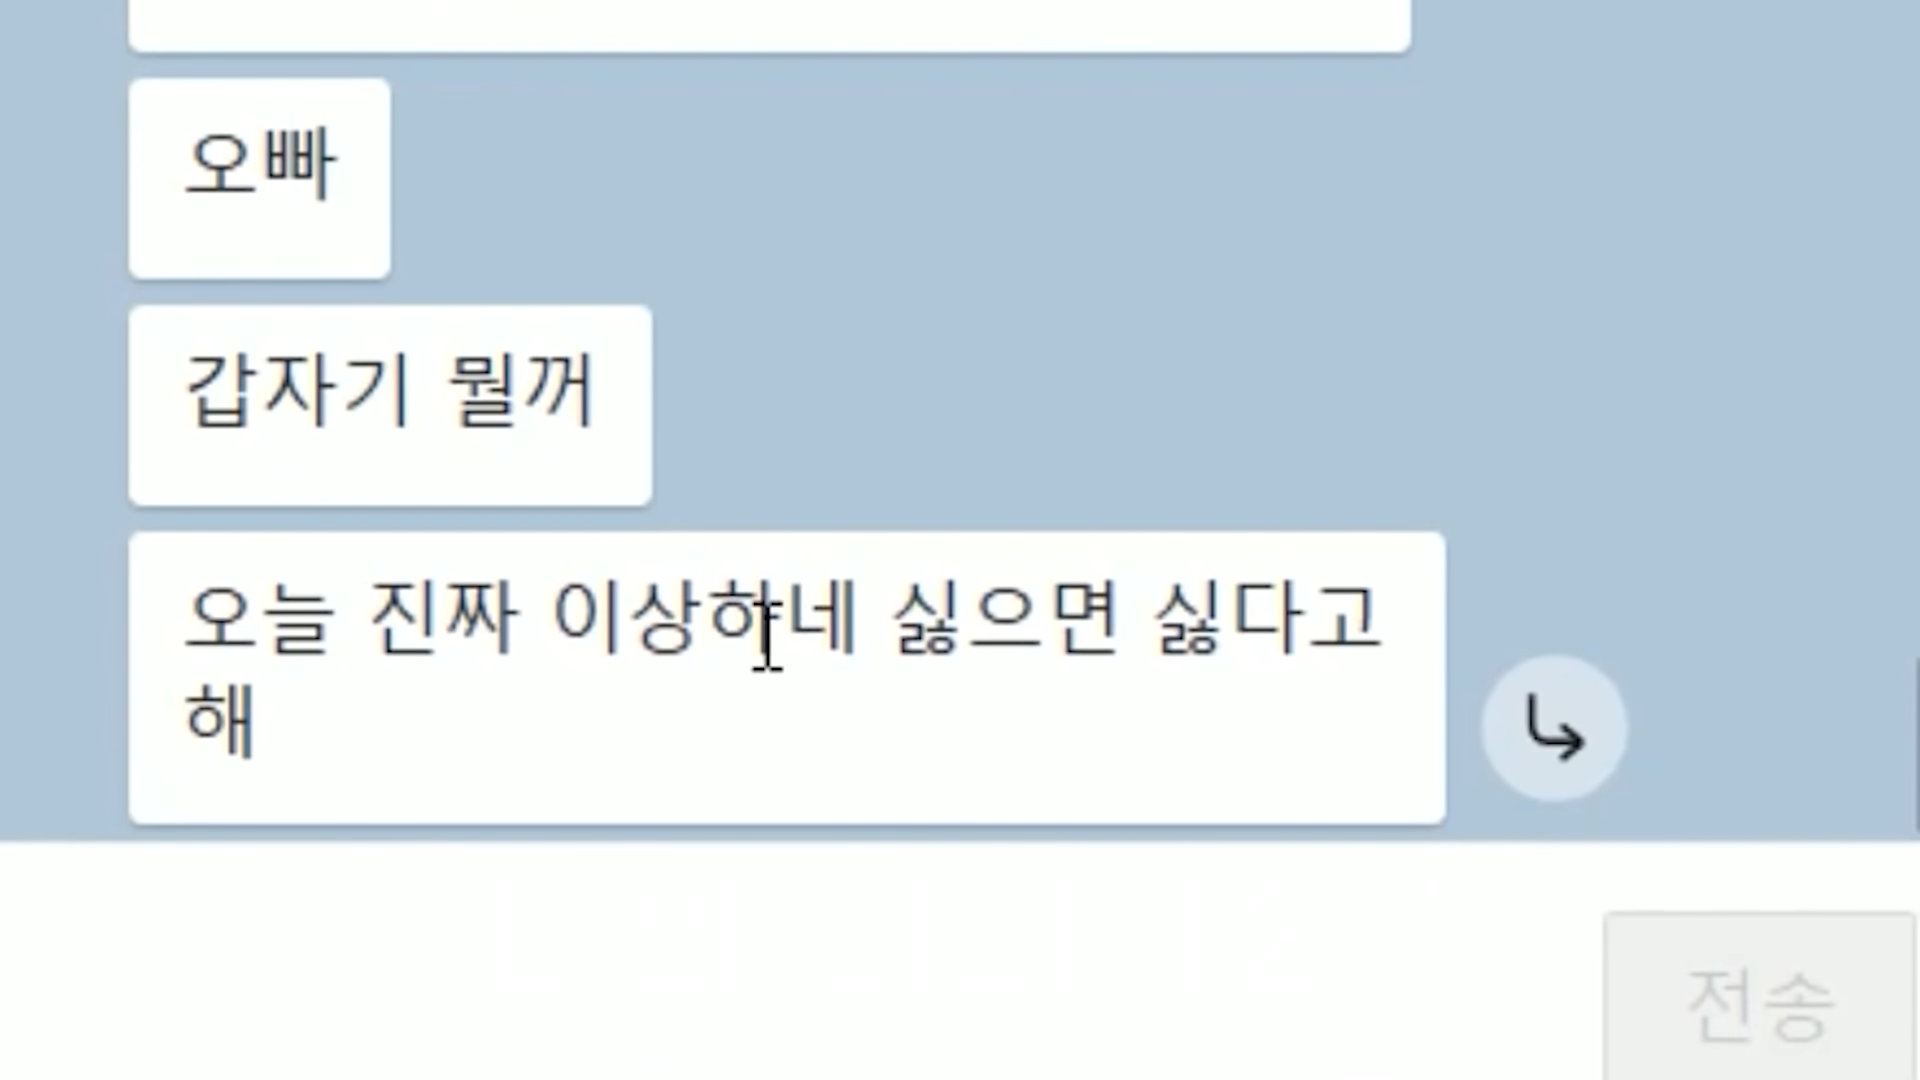 오빠
갑자기 뭘꺼
오늘 진짜 이상하네 싫으면 싫다고
해
전송